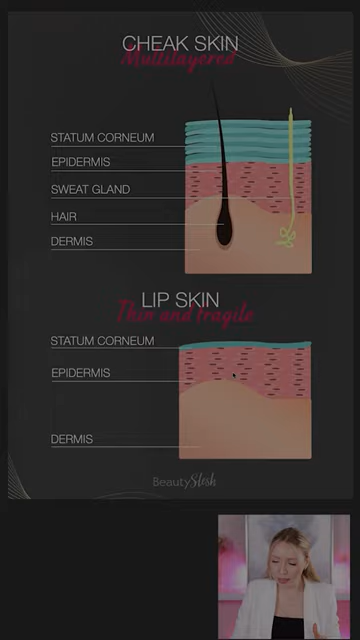 CHEAK SKIN
Multilayered
STATUM CORNEUM
EPIDERMIS
SWEAT GLAND
HAIR
DERMIS
LIP SKIN
Thin and fragile
STATUM CORNEUM
EPIDERMIS
DERMIS
BeautySlesh